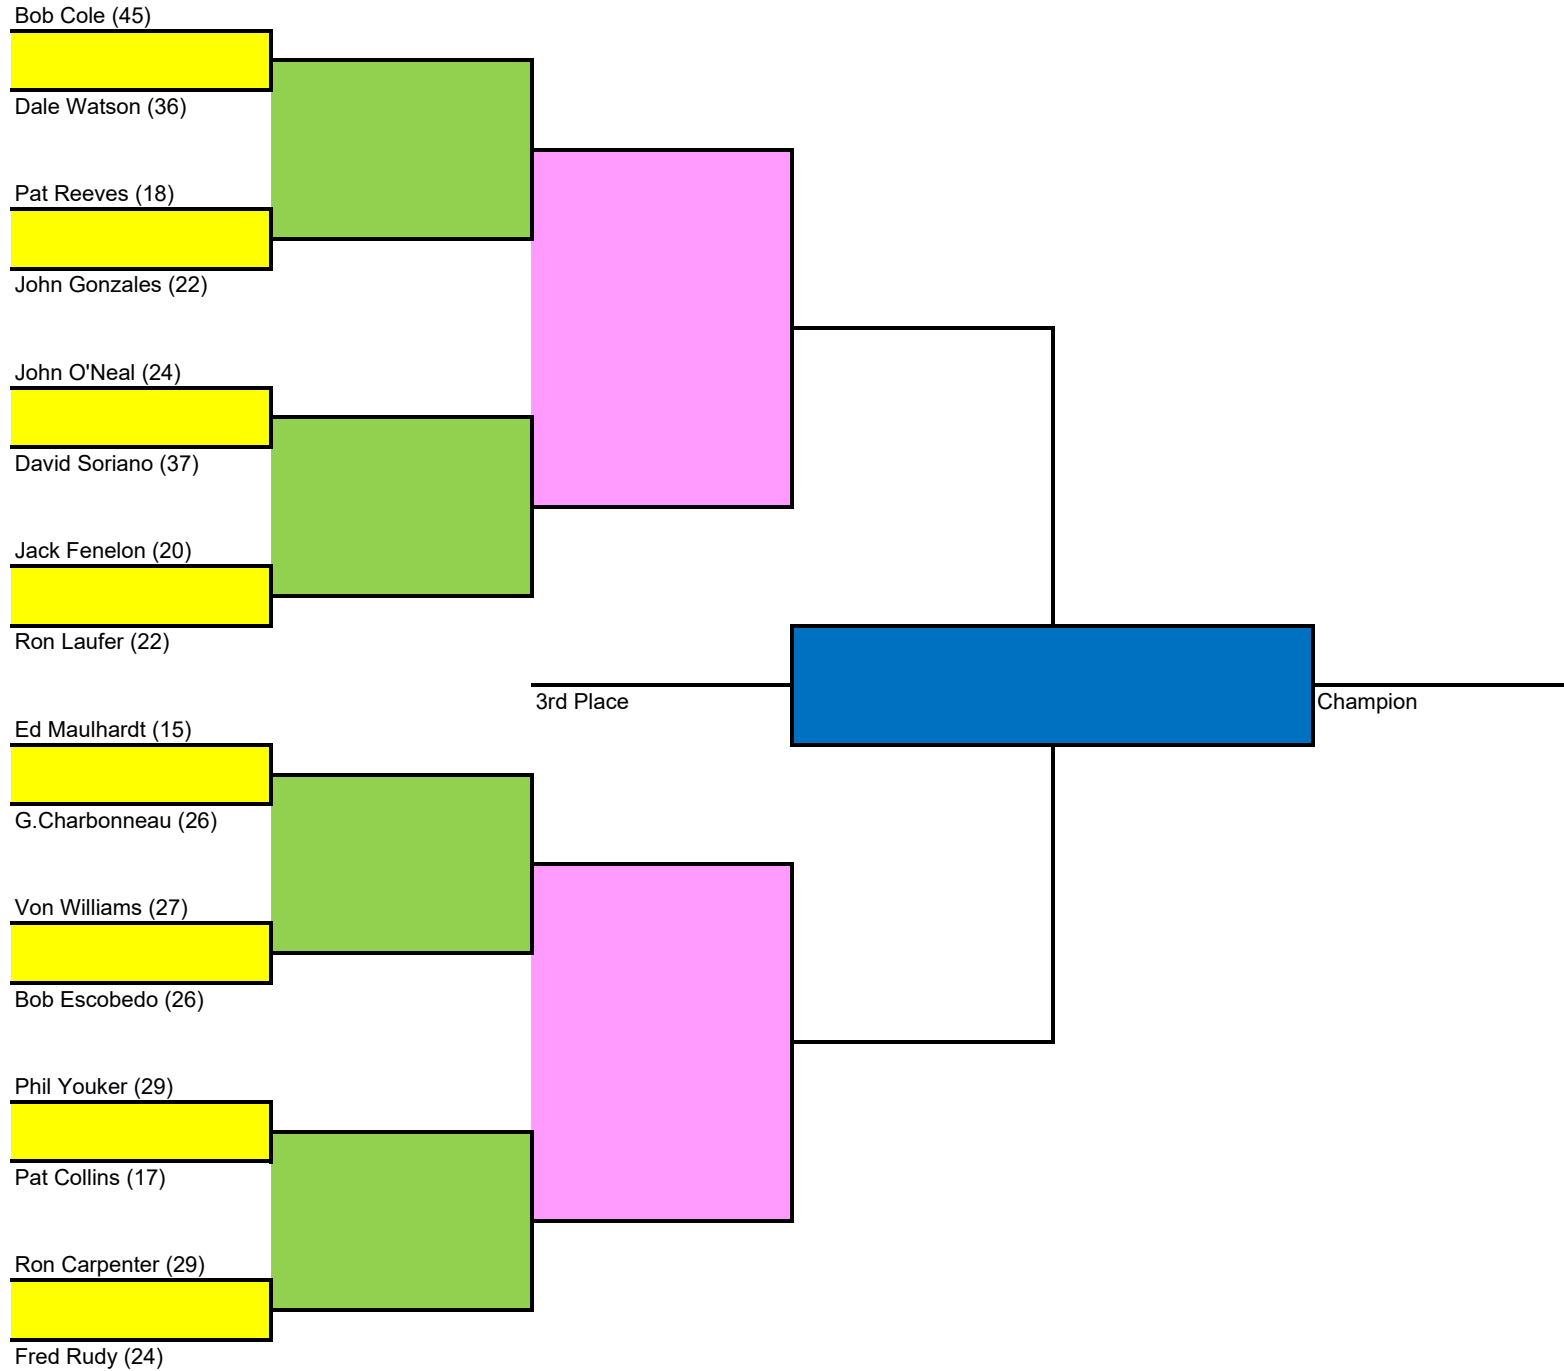 Bob Cole (45)
Dale Watson (36)
Pat Reeves (18)
John Gonzales (22)
John O'Neal (24)
David Soriano (37)
Jack Fenelon (20)
Ron Laufer (22)
3rd Place
Champion
Ed Maulhardt (15)
G.Charbonneau (26)
Von Williams (27)
Bob Escobedo (26)
Phil Youker (29)
Pat Collins (17)
Ron Carpenter (29)
Fred Rudy (24)